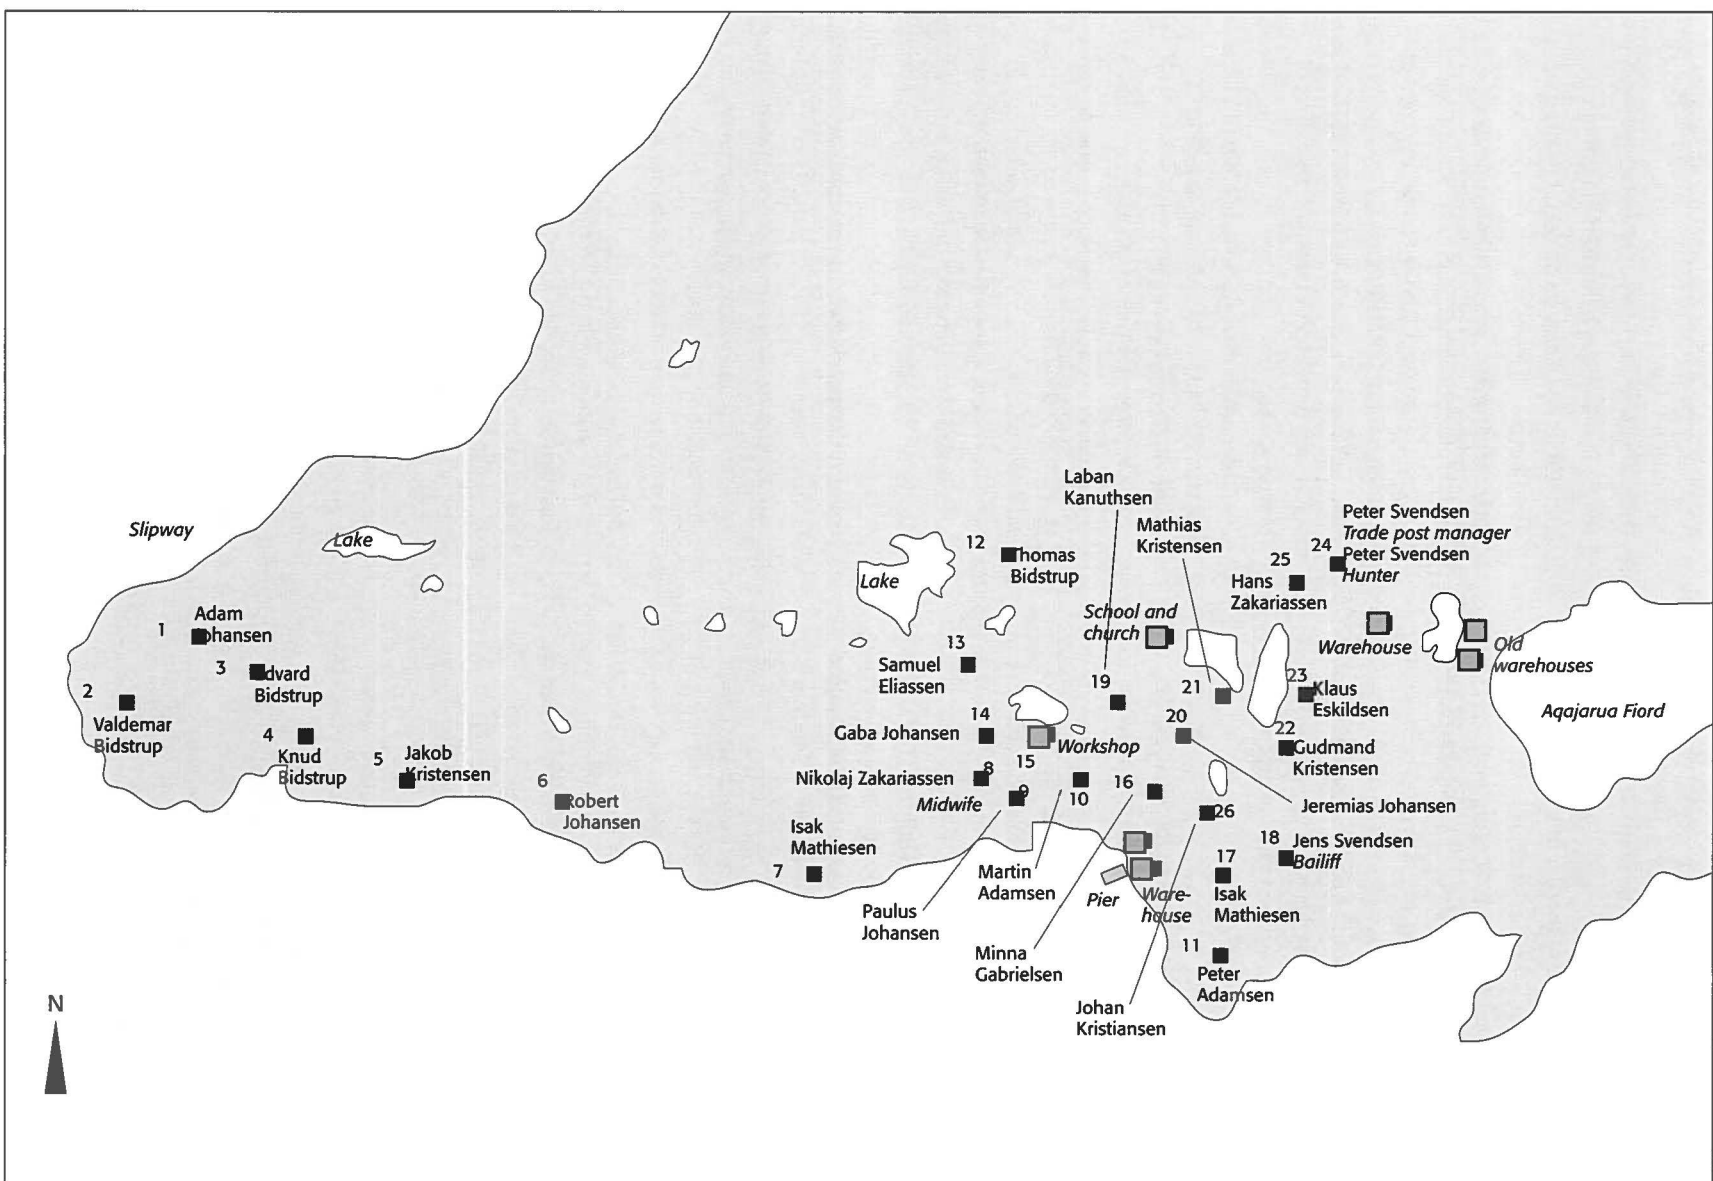 Laban
Kanuthsen
Mathias
Kristensen
Peter Svendsen
Trade post manager
24
Peter Svendsen
Hunter
Slipway
Lake
12
Thomas
Bidstrup
25
Hans
Zakariassen
Lake
1
Adam
Johansen
School and
church
Warehouse
Old
warehouses
3
Edvard
Bidstrup
13
Samuel
Eliassen
2
Valdemar
Bidstrup
19
21
23
Klaus
Eskildsen
Aqajarua Fiord
4
Knud
Bidstrup
14
Gaba Johansen
15
Workshop
20
22
Gudmand
Kristensen
5
Jakob
Kristensen
Nikolaj Zakariassen
8
Midwife
9
10
16
6
Robert
Johansen
26
Jeremias Johansen
Isak
Mathiesen
7
18
Jens Svendsen
Bailiff
Martin
Adamsen
Pier
Ware-
house
17
Isak
Mathiesen
Paulus
Johansen
Minna
Gabrielsen
11
Peter
Adamsen
Johan
Kristiansen
N